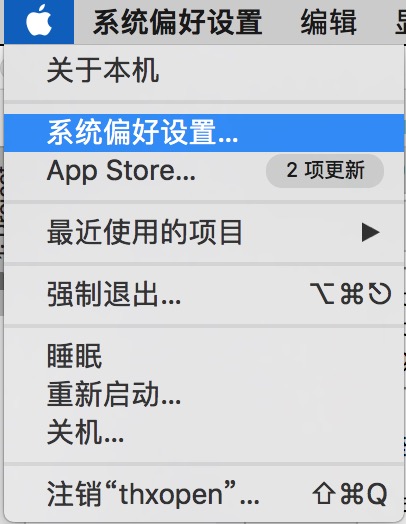 系统偏好设置 编辑
关于本机
系统偏好设置...
App Store... 2 项更新
最近使用的项目 ▶
强制退出... ⌥⌘⎋
睡眠
重新启动...
关机...
注销“thxopen”... ⇧⌘Q